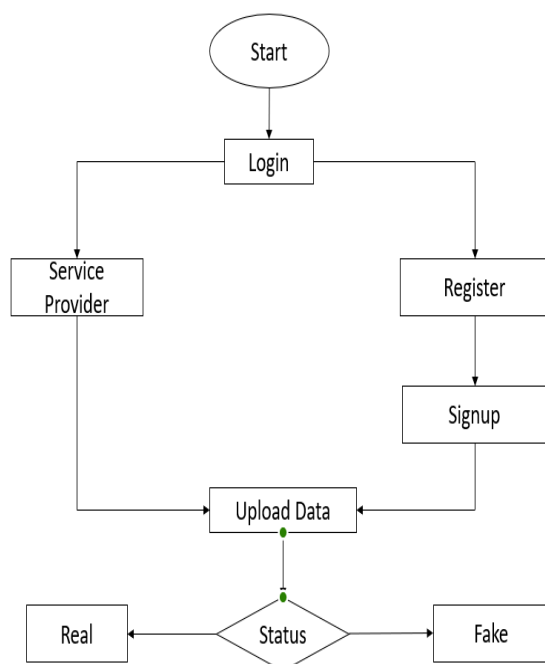 Start
Login
Service
Provider
Register
Signup
Upload Data
Real
Status
Fake